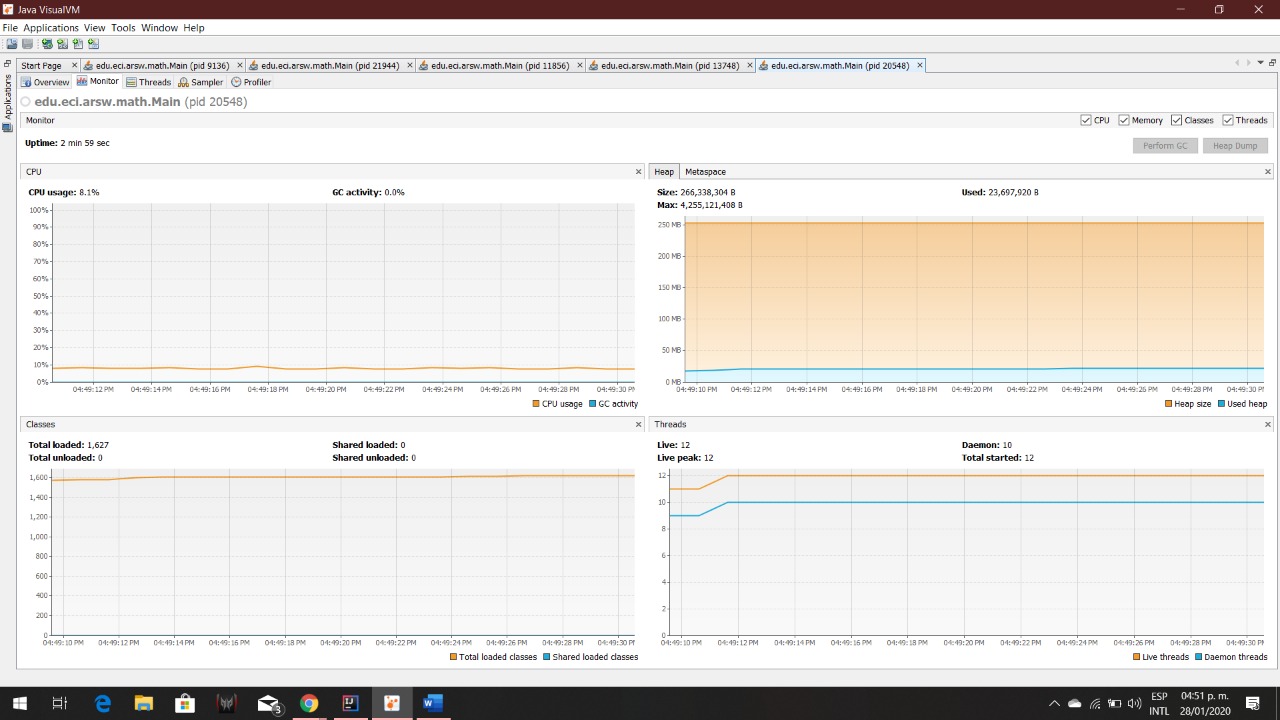 Java VisualVM
File Applications View Tools Window Help
Start Page edu.eci.arsw.math.Main (pid 9136) edu.eci.arsw.math.Main (pid 21944) edu.eci.arsw.math.Main (pid 11856) edu.eci.arsw.math.Main (pid 13748) edu.eci.arsw.math.Main (pid 20548)
Applications
Overview Monitor Threads Sampler Profiler
edu.eci.arsw.math.Main (pid 20548)
Monitor CPU Memory Classes Threads
Uptime: 2 min 59 sec Perform GC Heap Dump
CPU
CPU usage: 8.1% GC activity: 0.0%
100%
90%
80%
70%
60%
50%
40%
30%
20%
10%
0%
04:49:12 PM 04:49:14 PM 04:49:16 PM 04:49:18 PM 04:49:20 PM 04:49:22 PM 04:49:24 PM 04:49:26 PM 04:49:28 PM 04:49:30 PM
CPU usage GC activity
Heap Metaspace
Size: 266,338,304 B Used: 23,697,920 B
Max: 4,255,121,408 B
250 MB
200 MB
150 MB
100 MB
50 MB
0 MB
04:49:10 PM 04:49:12 PM 04:49:14 PM 04:49:16 PM 04:49:18 PM 04:49:20 PM 04:49:22 PM 04:49:24 PM 04:49:26 PM 04:49:28 PM 04:49:30 PM
Heap size Used heap
Classes
Total loaded: 1,627 Shared loaded: 0
Total unloaded: 0 Shared unloaded: 0
1,600
1,400
1,200
1,000
800
600
400
200
0
04:49:10 PM 04:49:12 PM 04:49:14 PM 04:49:16 PM 04:49:18 PM 04:49:20 PM 04:49:22 PM 04:49:24 PM 04:49:26 PM 04:49:28 PM 04:49:30 PM
Total loaded classes Shared loaded classes
Threads
Live: 12 Daemon: 10
Live peak: 12 Total started: 12
12
10
8
6
4
2
0
04:49:10 PM 04:49:12 PM 04:49:14 PM 04:49:16 PM 04:49:18 PM 04:49:20 PM 04:49:22 PM 04:49:24 PM 04:49:26 PM 04:49:28 PM 04:49:30 PM
Live threads Daemon threads
3
ESP 04:51 p. m.
INTL 28/01/2020